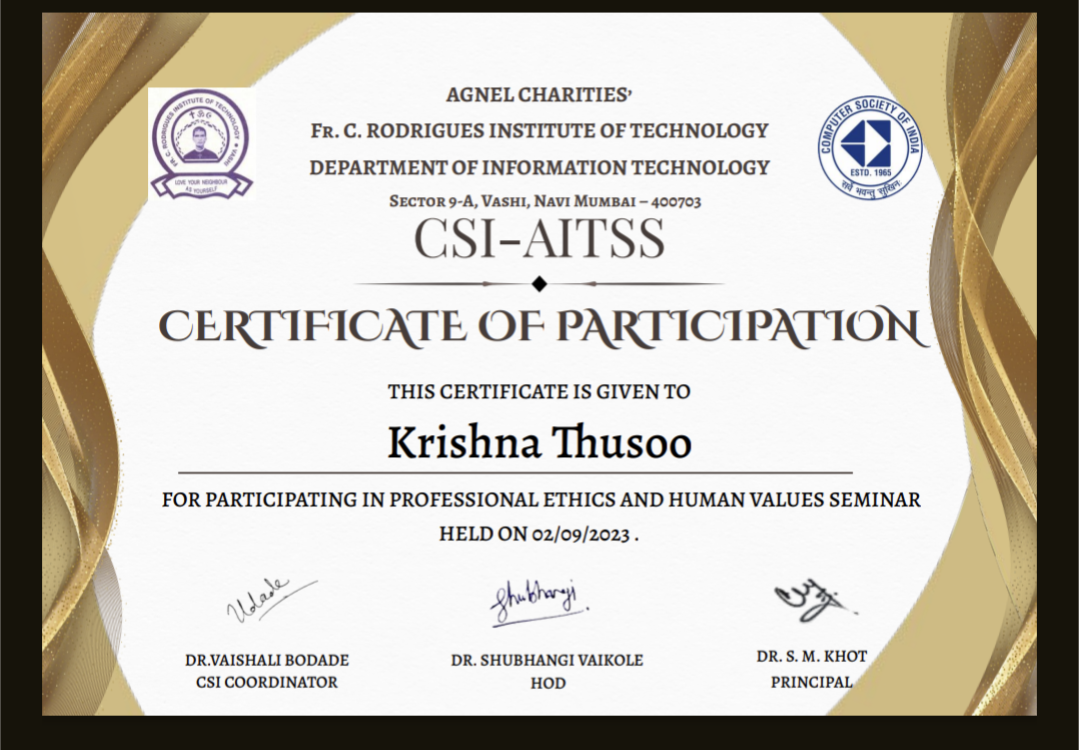 AGNEL CHARITIES'
FR. C. RODRIGUES INSTITUTE OF TECHNOLOGY
DEPARTMENT OF INFORMATION TECHNOLOGY
SECTOR 9-A, VASHI, NAVI MUMBAI – 400703
CSI-AITSS
FR. C. RODRIGUES INSTITUTE OF TECHNOLOGY VASHI
LOVE YOUR NEIGHBOUR
AS YOURSELF
COMPUTER SOCIETY OF INDIA
ESTD. 1965
सर्वे भवन्तु सुखिनः
CERTIFICATE OF PARTICIPATION
THIS CERTIFICATE IS GIVEN TO
Krishna Thusoo
FOR PARTICIPATING IN PROFESSIONAL ETHICS AND HUMAN VALUES SEMINAR
HELD ON 02/09/2023 .
Udade
Shubhangi
DR.VAISHALI BODADE
CSI COORDINATOR
DR. SHUBHANGI VAIKOLE
HOD
DR. S. M. KHOT
PRINCIPAL